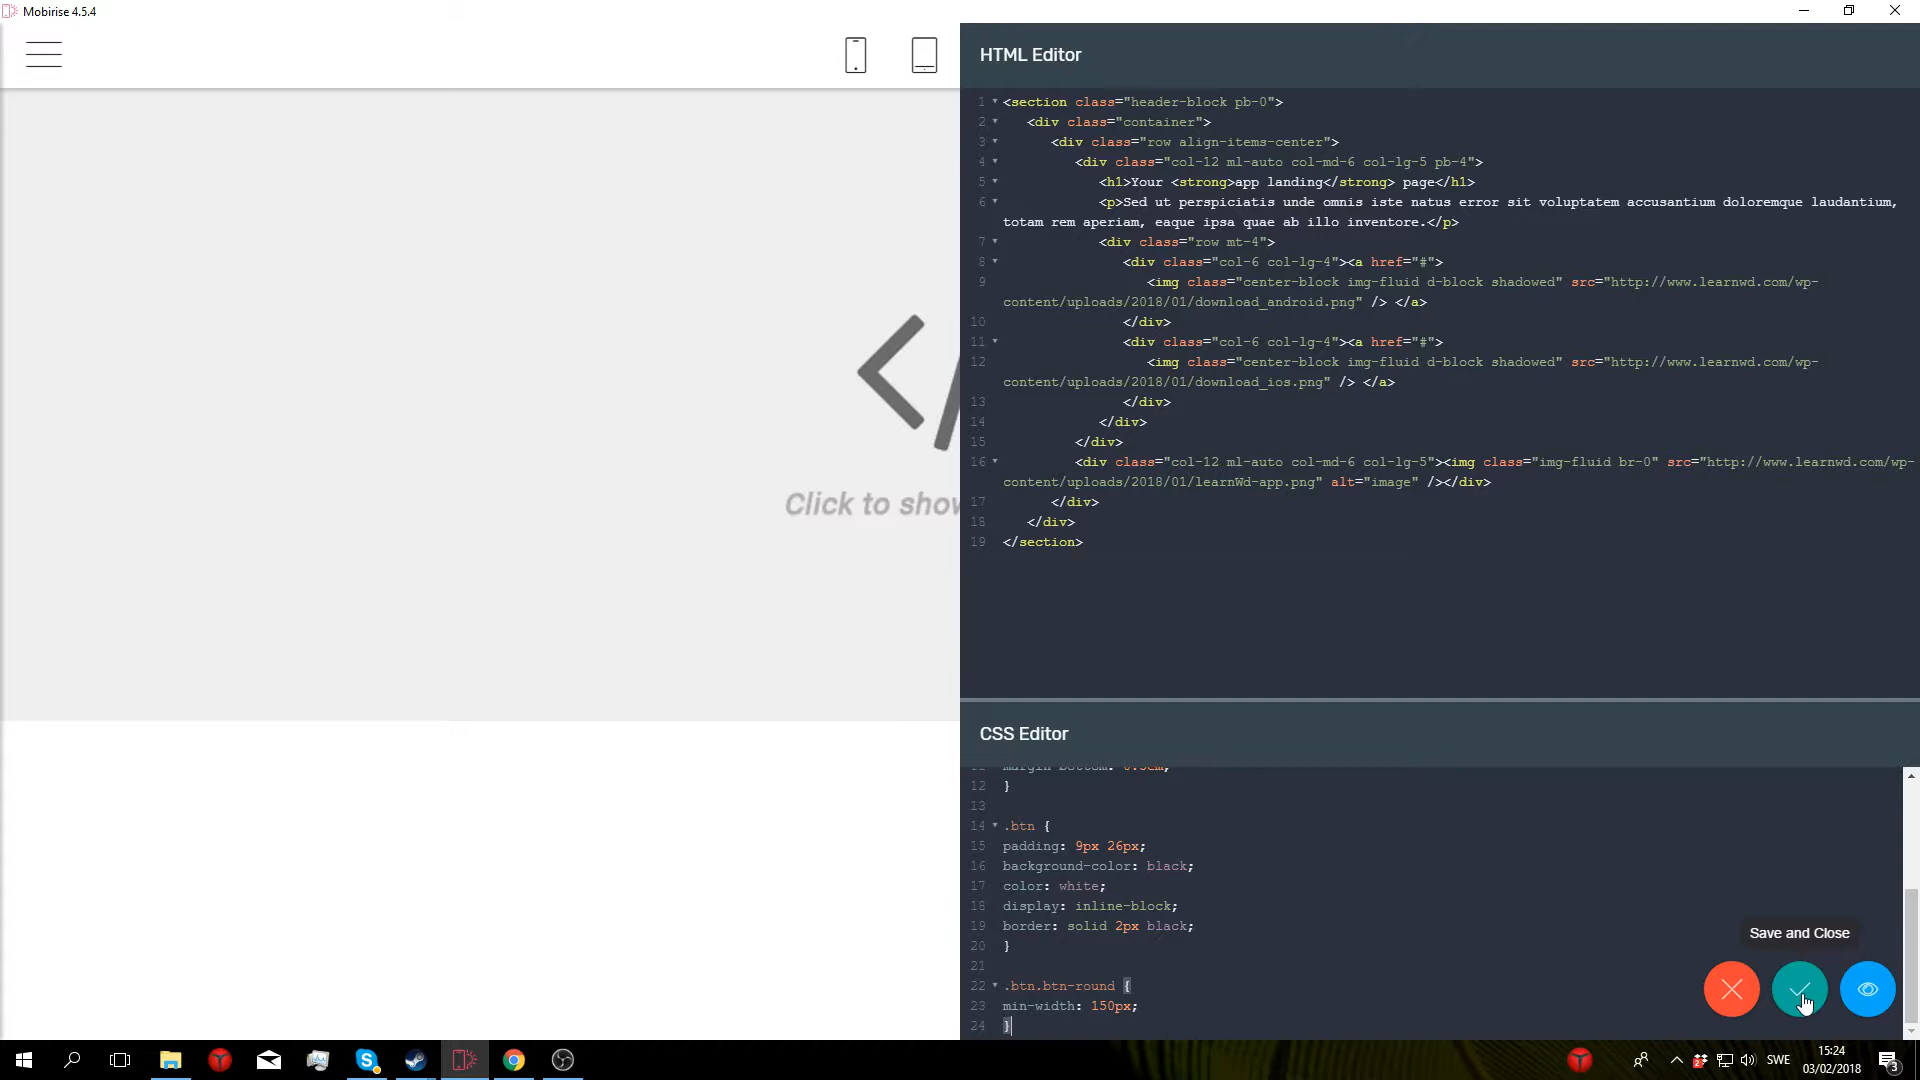 Mobirise 4.5.4
HTML Editor
1 <section class="header-block pb-0">
2 <div class="container">
3 <div class="row align-items-center">
4 <div class="col-12 ml-auto col-md-6 col-lg-5 pb-4">
5 <h1>Your <strong>app landing</strong> page</h1>
6 <p>Sed ut perspiciatis unde omnis iste natus error sit voluptatem accusantium doloremque laudantium,
totam rem aperiam, eaque ipsa quae ab illo inventore.</p>
7 <div class="row mt-4">
8 <div class="col-6 col-lg-4"><a href="#">
9 <img class="center-block img-fluid d-block shadowed" src="http://www.learnwd.com/wp-
content/uploads/2018/01/download_android.png" /> </a>
10 </div>
11 <div class="col-6 col-lg-4"><a href="#">
12 <img class="center-block img-fluid d-block shadowed" src="http://www.learnwd.com/wp-
content/uploads/2018/01/download_ios.png" /> </a>
13 </div>
14 </div>
15 </div>
16 <div class="col-12 ml-auto col-md-6 col-lg-5"><img class="img-fluid br-0" src="http://www.learnwd.com/wp-
content/uploads/2018/01/learnWd-app.png" alt="image" /></div>
17 </div>
18 </div>
19 </section>
</
Click to show
CSS Editor
12 }
13
14 .btn {
15 padding: 9px 26px;
16 background-color: black;
17 color: white;
18 display: inline-block;
19 border: solid 2px black;
20 }
21
22 .btn.btn-round {
23 min-width: 150px;
24 }
Save and Close
SWE
15:24
03/02/2018
3